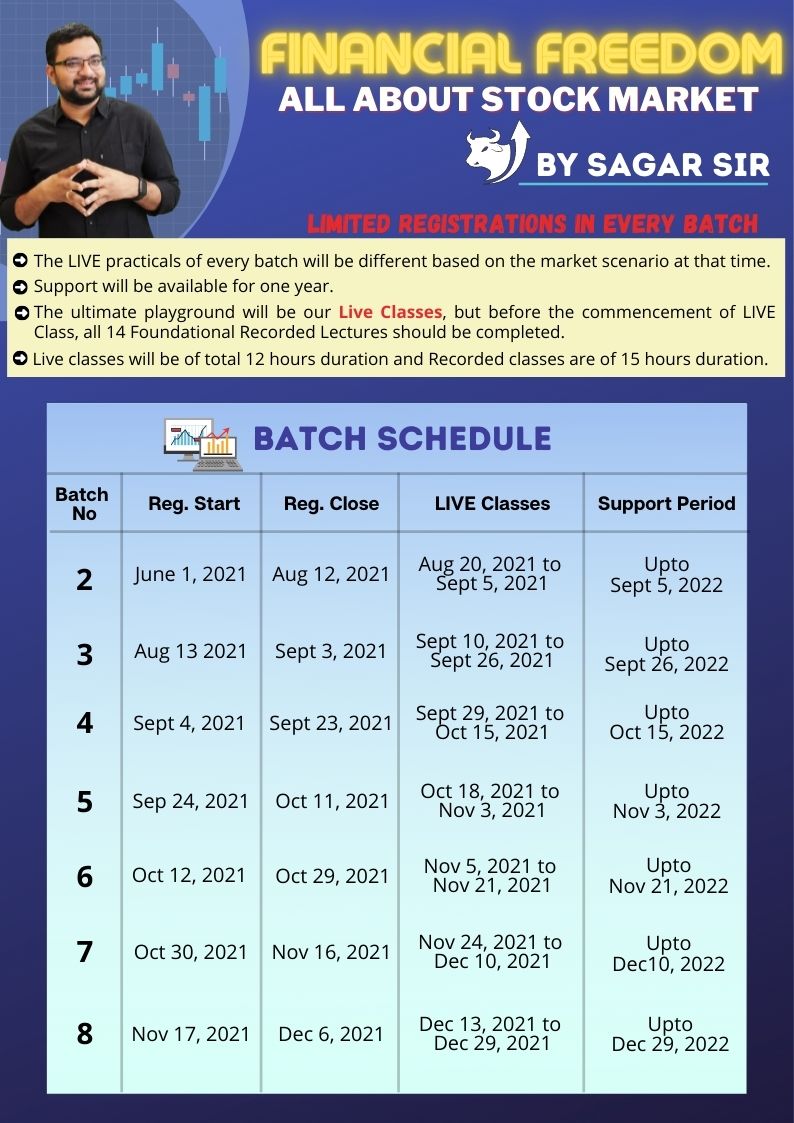 FINANCIAL FREEDOM
ALL ABOUT STOCK MARKET
BY SAGAR SIR
LIMITED REGISTRATIONS IN EVERY BATCH
The LIVE practicals of every batch will be different based on the market scenario at that time.
Support will be available for one year.
The ultimate playground will be our Live Classes, but before the commencement of LIVE
Class, all 14 Foundational Recorded Lectures should be completed.
Live classes will be of total 12 hours duration and Recorded classes are of 15 hours duration.
BATCH SCHEDULE
Batch No Reg. Start Reg. Close LIVE Classes Support Period
2 June 1, 2021 Aug 12, 2021 Aug 20, 2021 to Sept 5, 2021 Upto Sept 5, 2022
3 Aug 13 2021 Sept 3, 2021 Sept 10, 2021 to Sept 26, 2021 Upto Sept 26, 2022
4 Sept 4, 2021 Sept 23, 2021 Sept 29, 2021 to Oct 15, 2021 Upto Oct 15, 2022
5 Sep 24, 2021 Oct 11, 2021 Oct 18, 2021 to Nov 3, 2021 Upto Nov 3, 2022
6 Oct 12, 2021 Oct 29, 2021 Nov 5, 2021 to Nov 21, 2021 Upto Nov 21, 2022
7 Oct 30, 2021 Nov 16, 2021 Nov 24, 2021 to Dec 10, 2021 Upto Dec10, 2022
8 Nov 17, 2021 Dec 6, 2021 Dec 13, 2021 to Dec 29, 2021 Upto Dec 29, 2022